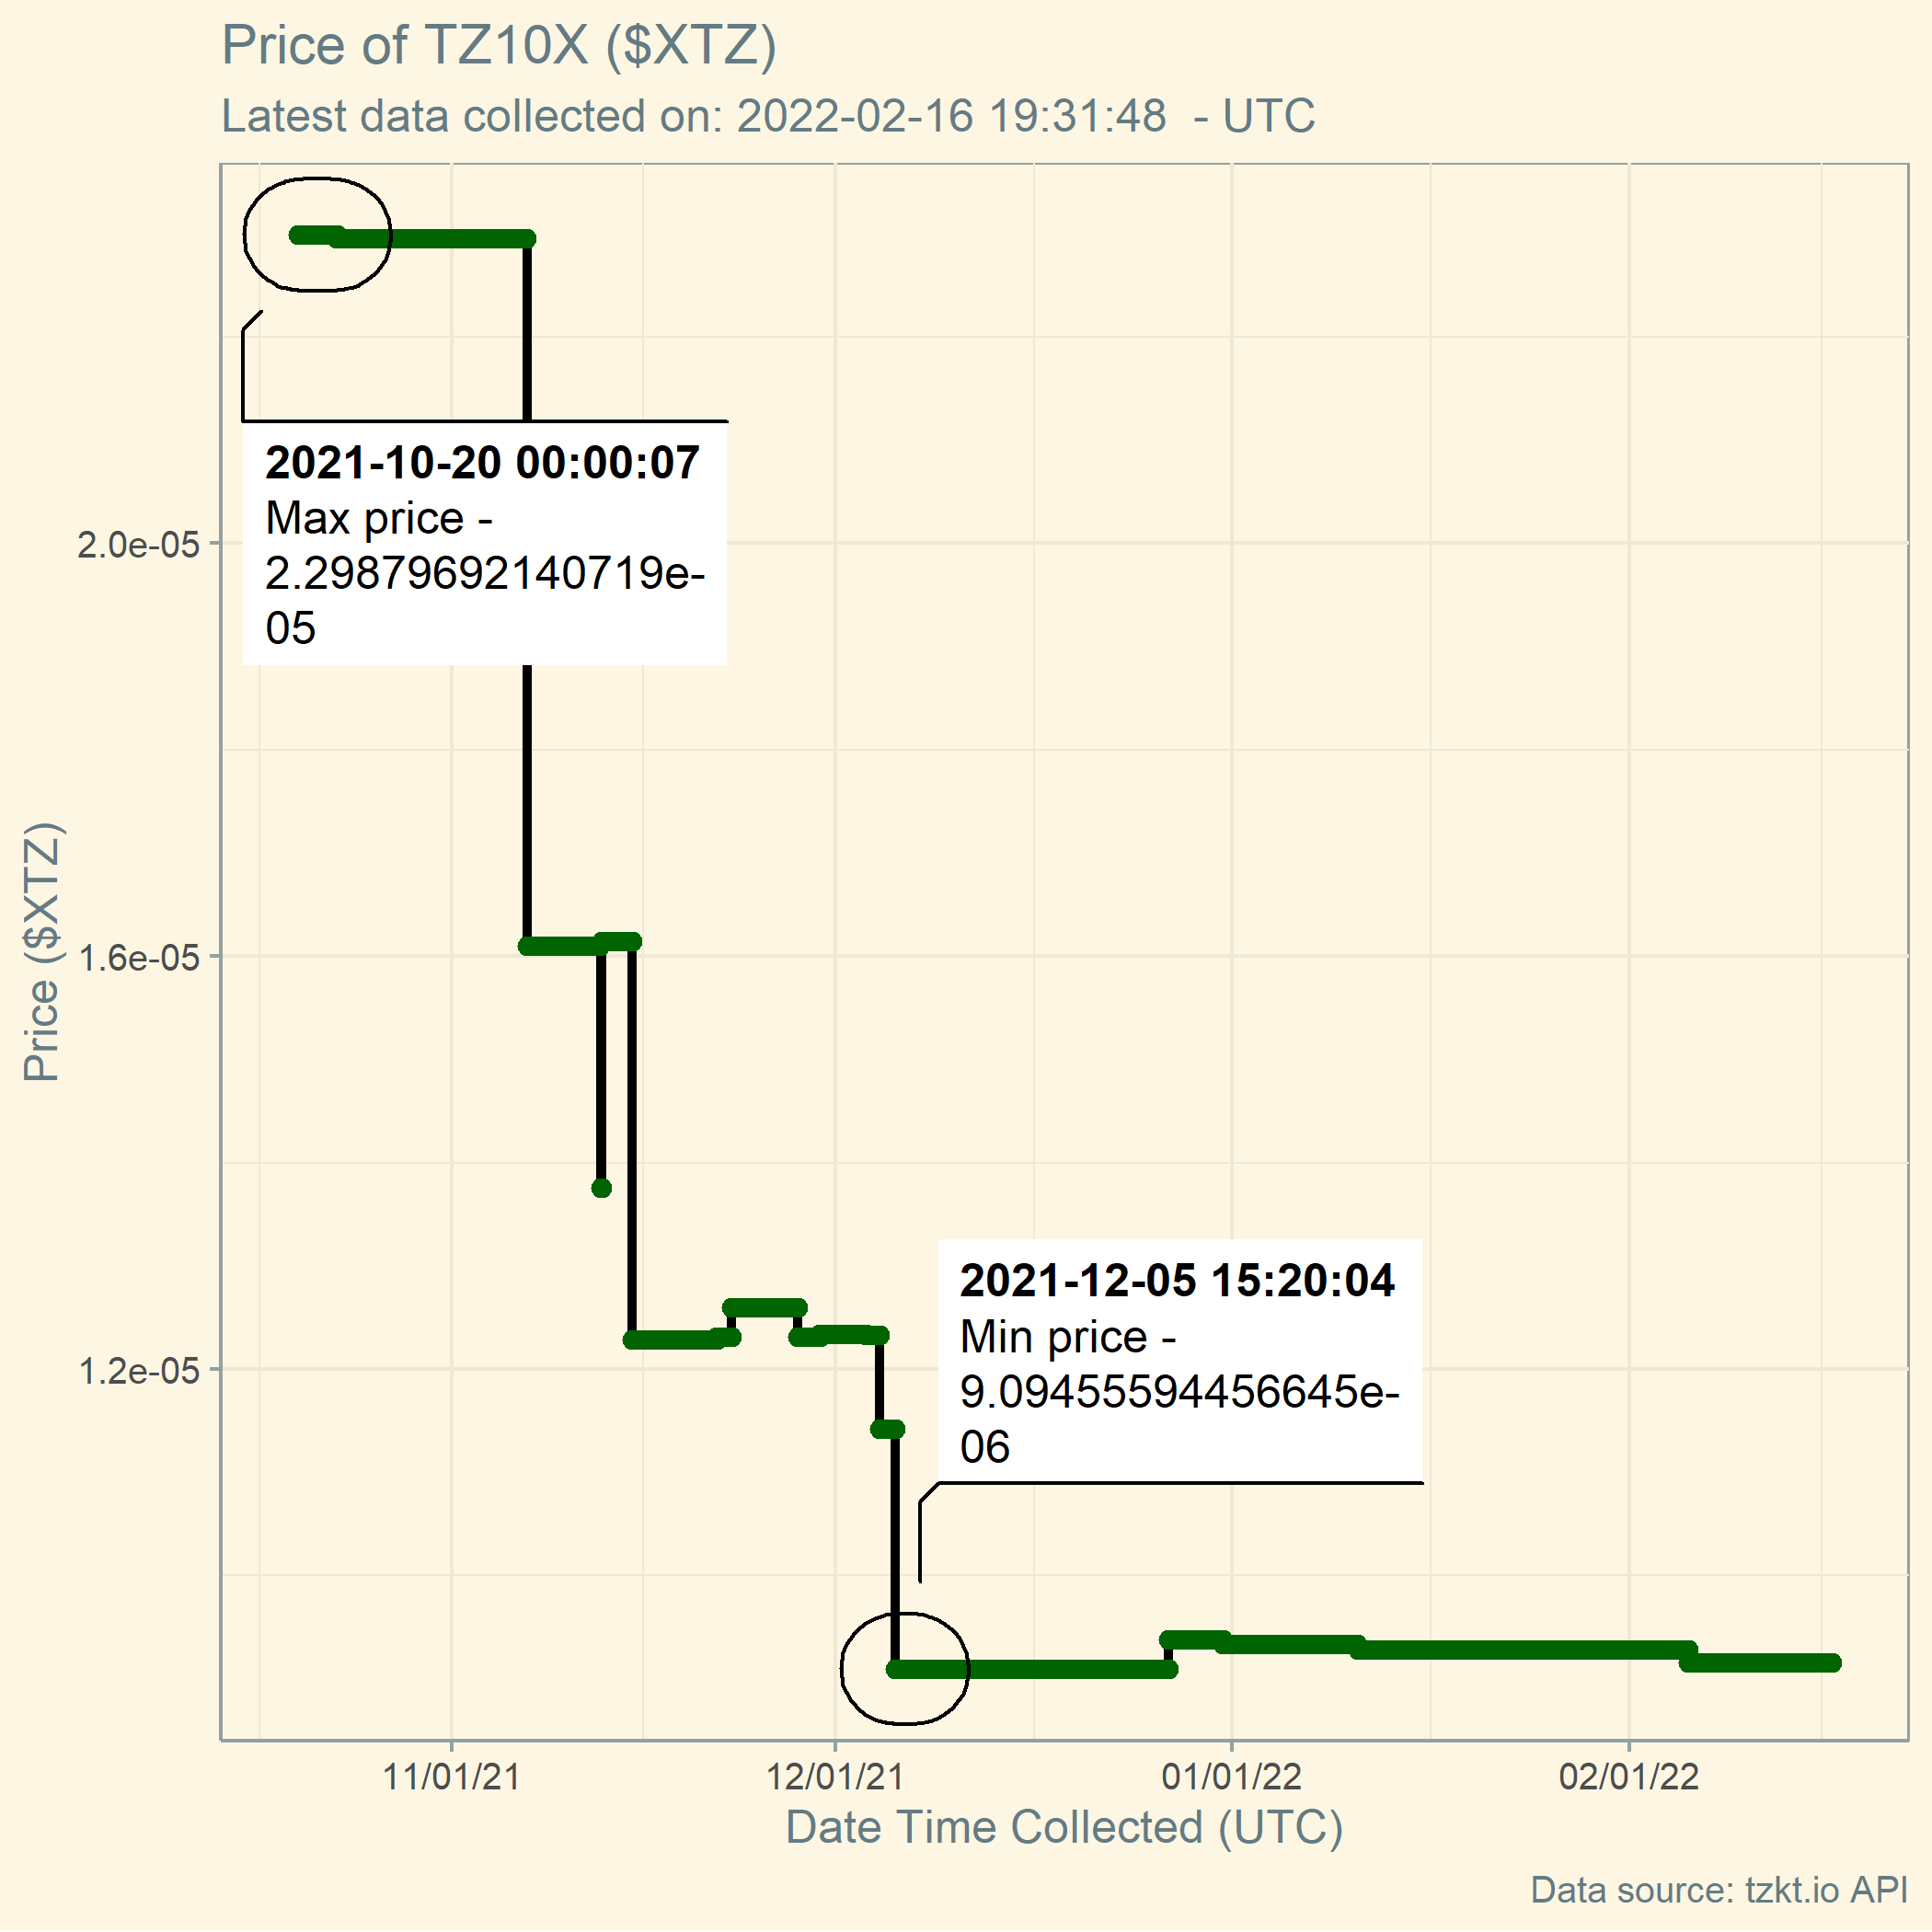 Price of TZ10X ($XTZ)
Latest data collected on: 2022-02-16 19:31:48  - UTC
2021-10-20 00:00:07
Max price -
2.29879692140719e-
05
2.0e-05
1.6e-05
1.2e-05
Price ($XTZ)
2021-12-05 15:20:04
Min price -
9.09455594456645e-
06
11/01/21
12/01/21
01/01/22
02/01/22
Date Time Collected (UTC)
Data source: tzkt.io API